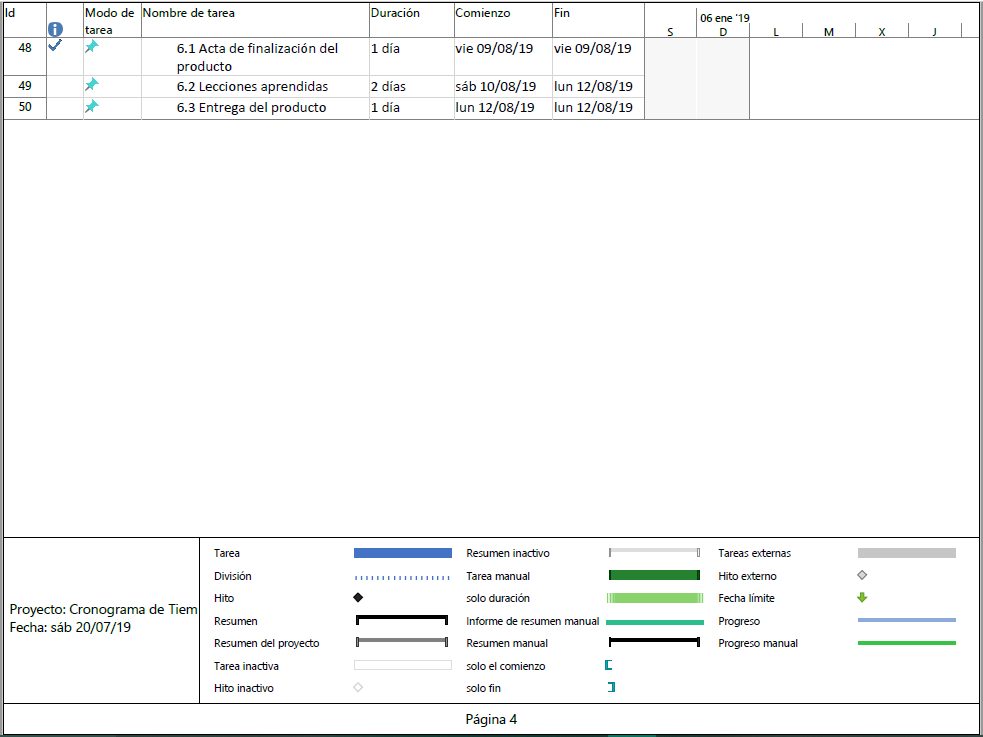 Id Modo de tarea Nombre de tarea Duración Comienzo Fin 06 ene '19
S D L M X J
48 6.1 Acta de finalización del producto 1 día vie 09/08/19 vie 09/08/19
49 6.2 Lecciones aprendidas 2 días sáb 10/08/19 lun 12/08/19
50 6.3 Entrega del producto 1 día lun 12/08/19 lun 12/08/19
Proyecto: Cronograma de Tiem
Fecha: sáb 20/07/19
Tarea
División
Hito
Resumen
Resumen del proyecto
Tarea inactiva
Hito inactivo
Resumen inactivo
Tarea manual
solo duración
Informe de resumen manual
Resumen manual
solo el comienzo
solo fin
Tareas externas
Hito externo
Fecha límite
Progreso
Progreso manual
Página 4